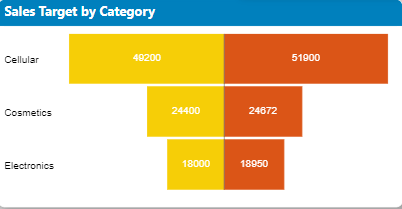 Sales Target by Category
Cellular 49200 51900
Cosmetics 24400 24672
Electronics 18000 18950